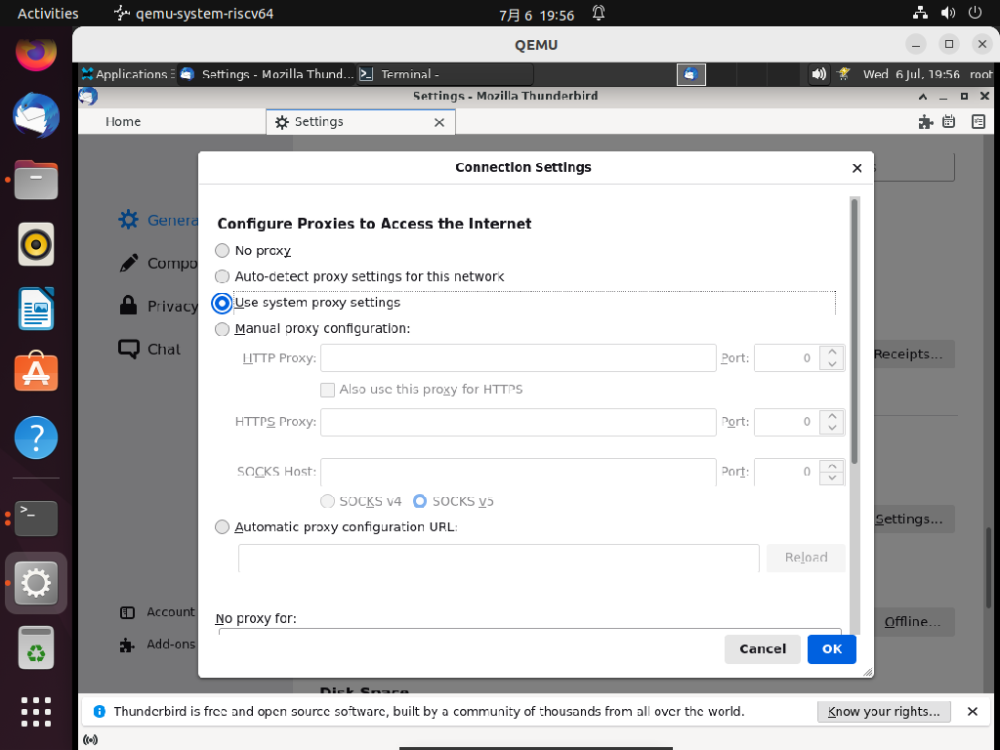 Activities qemu-system-riscv64 7月 6 19:56
QEMU
Applications Settings - Mozilla Thund... Terminal - Wed 6 Jul, 19:56 root
Settings - Mozilla Thunderbird
Home Settings
Connection Settings
Configure Proxies to Access the Internet
Genera
No proxy
Compo
Auto-detect proxy settings for this network
Use system proxy settings
Privacy
Manual proxy configuration:
Chat
HTTP Proxy: Port: 0
Receipts...
Also use this proxy for HTTPS
HTTPS Proxy: Port: 0
SOCKS Host: Port: 0
SOCKS v4 SOCKS v5
Settings...
Automatic proxy configuration URL:
Reload
Account
No proxy for:
Offline...
Add-ons
Cancel OK
Disk Space
Thunderbird is free and open source software, built by a community of thousands from all over the world. Know your rights...